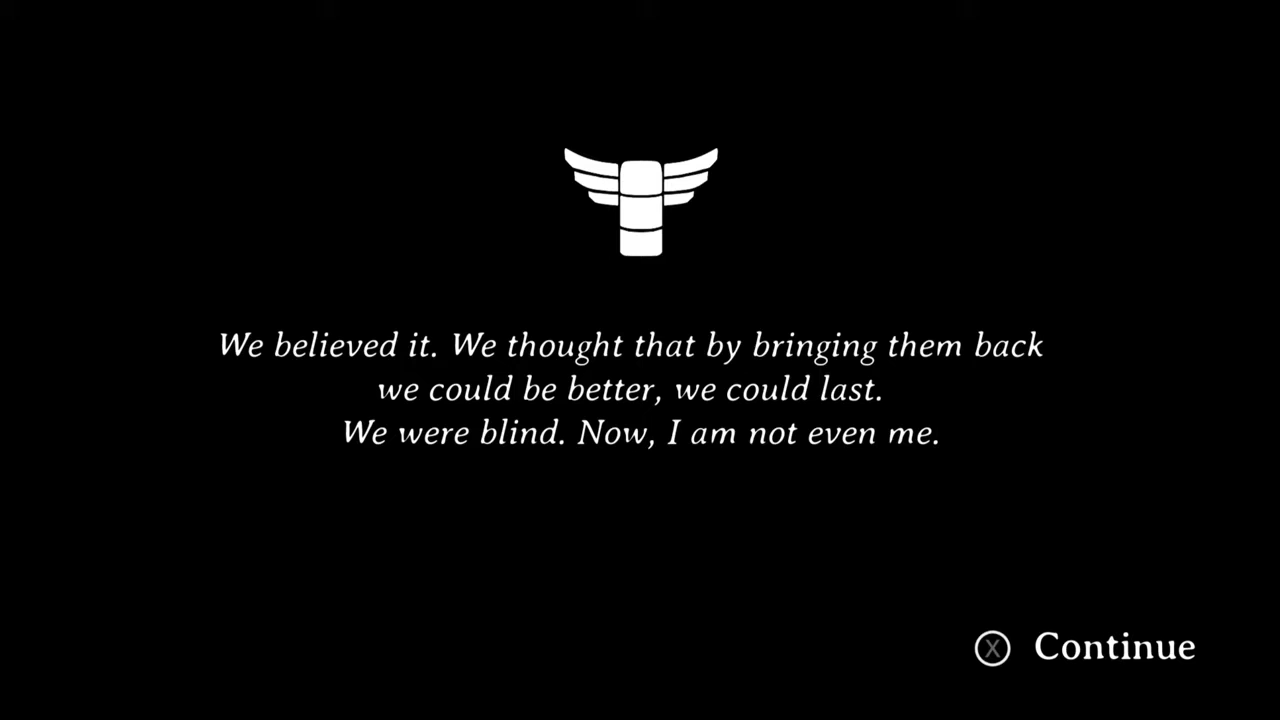 We believed it. We thought that by bringing them back
we could be better, we could last.
We were blind. Now, I am not even me.
X Continue